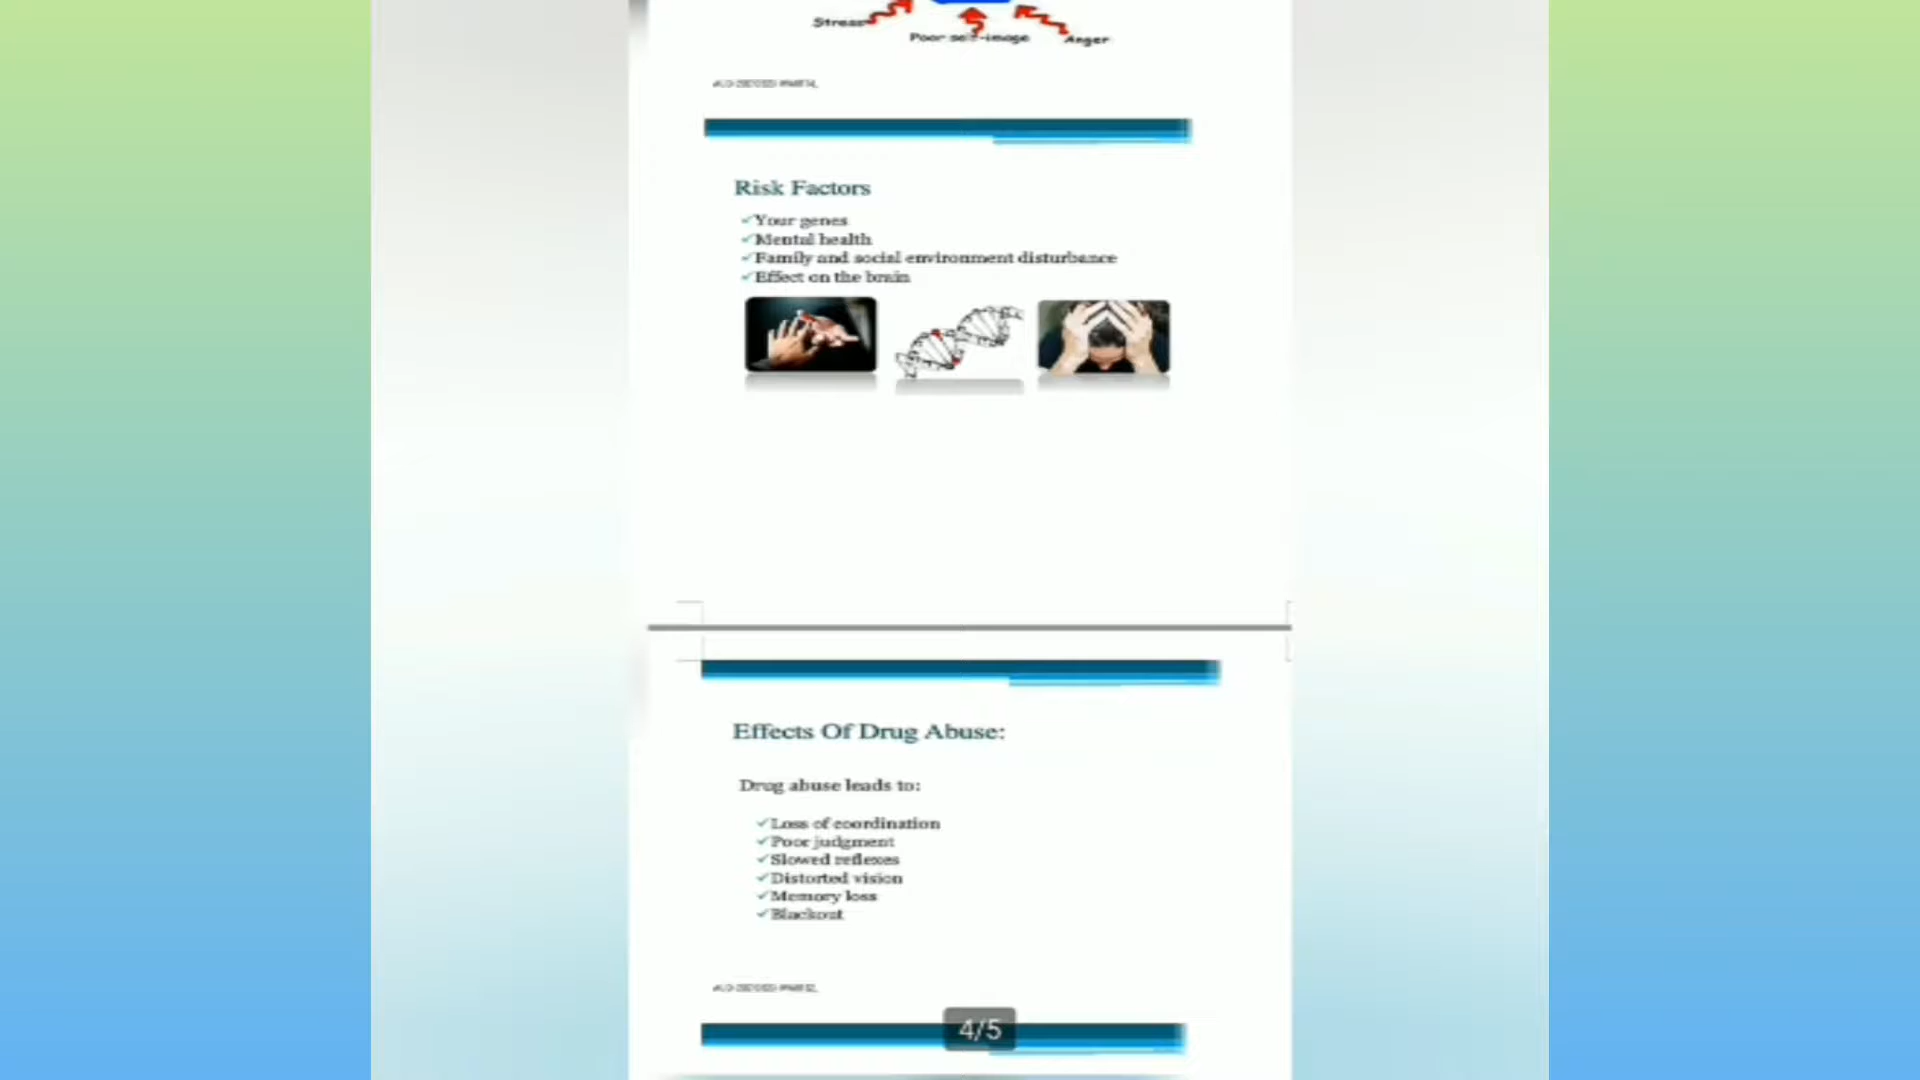 Stress
Poor self-image
Anger
Risk Factors
✓Your genes
✓Mental health
✓Family and social environment disturbance
✓Effect on the brain
Effects Of Drug Abuse:
Drug abuse leads to:
✓Loss of coordination
✓Poor judgment
✓Slowed reflexes
✓Distorted vision
✓Memory loss
✓Blackout
4/5